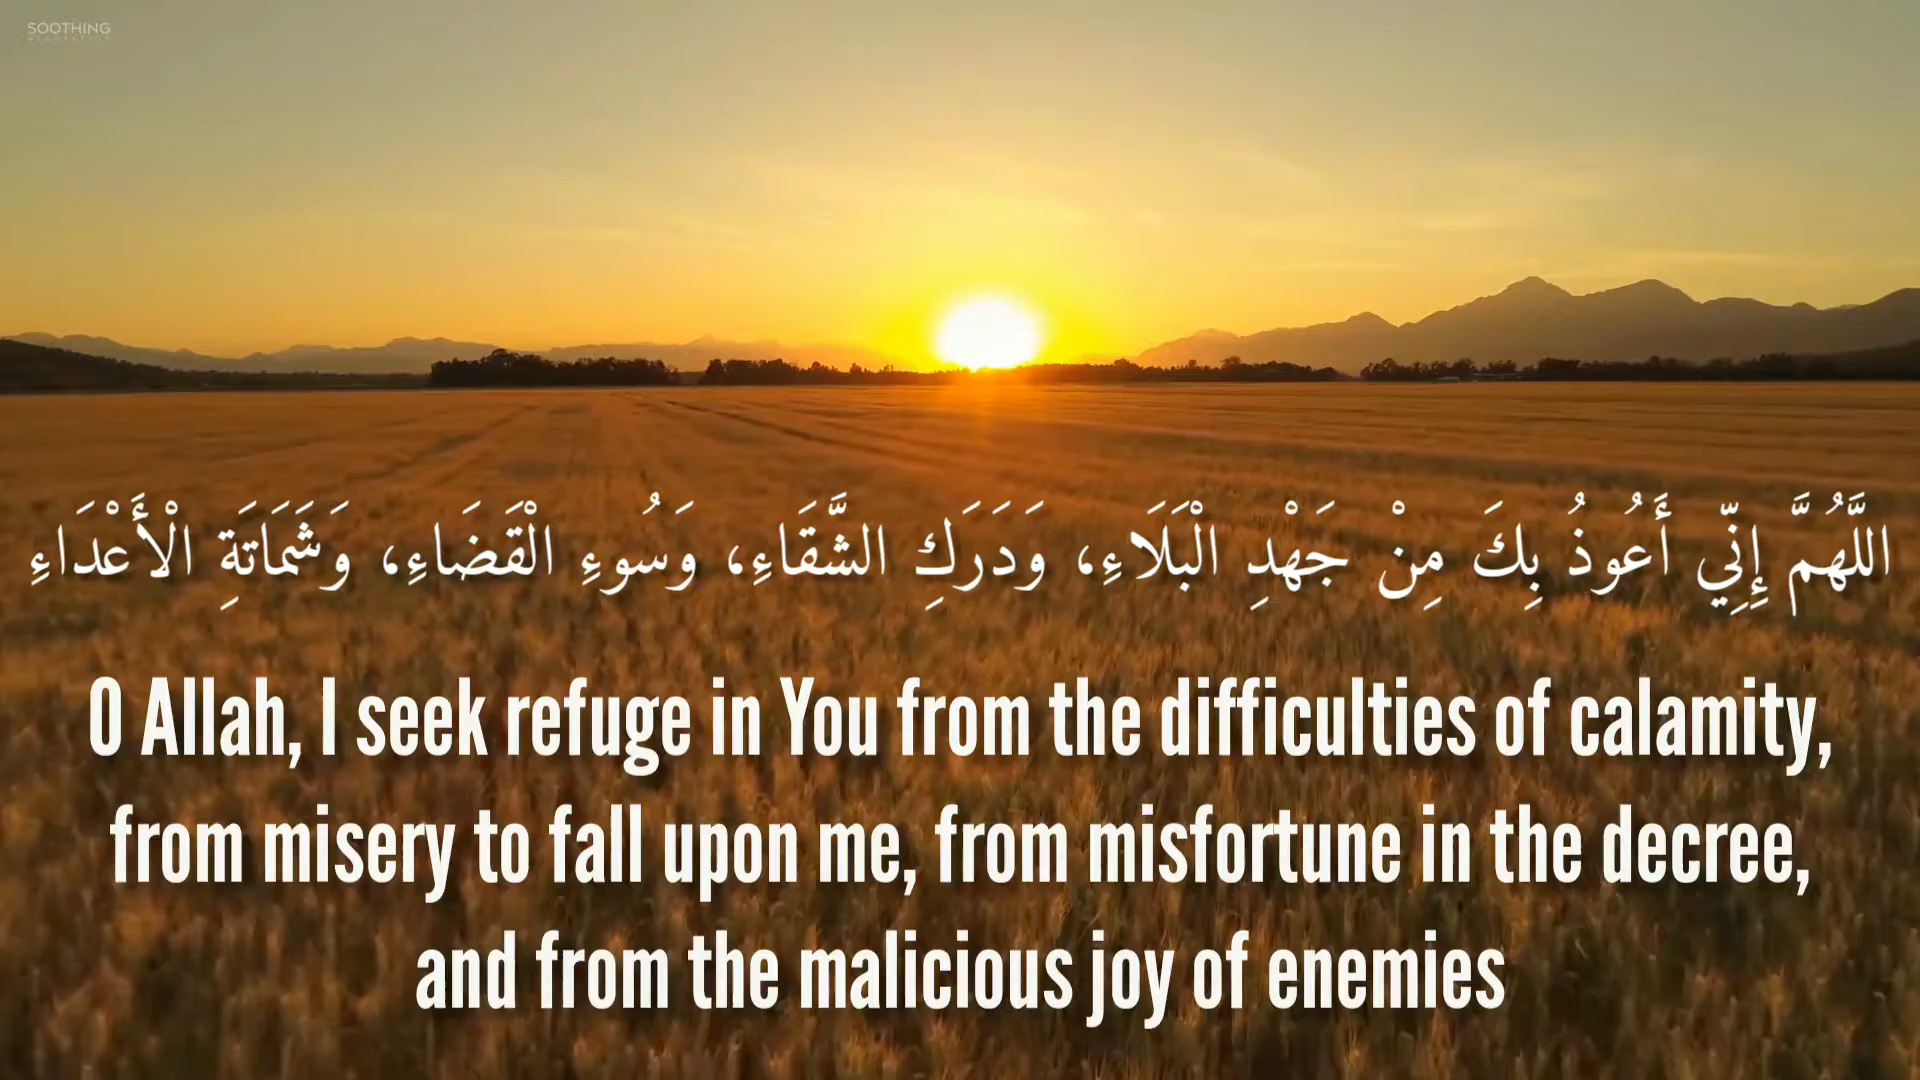 SOOTHING
اللَّهُمَّ إِنِّي أَعُوذُ بِكَ مِنْ جَهْدِ الْبَلَاءِ، وَدَرَكِ الشَّقَاءِ، وَسُوءِ الْقَضَاءِ، وَشَمَاتَةِ الْأَعْدَاءِ
O Allah, I seek refuge in You from the difficulties of calamity,
from misery to fall upon me, from misfortune in the decree,
and from the malicious joy of enemies